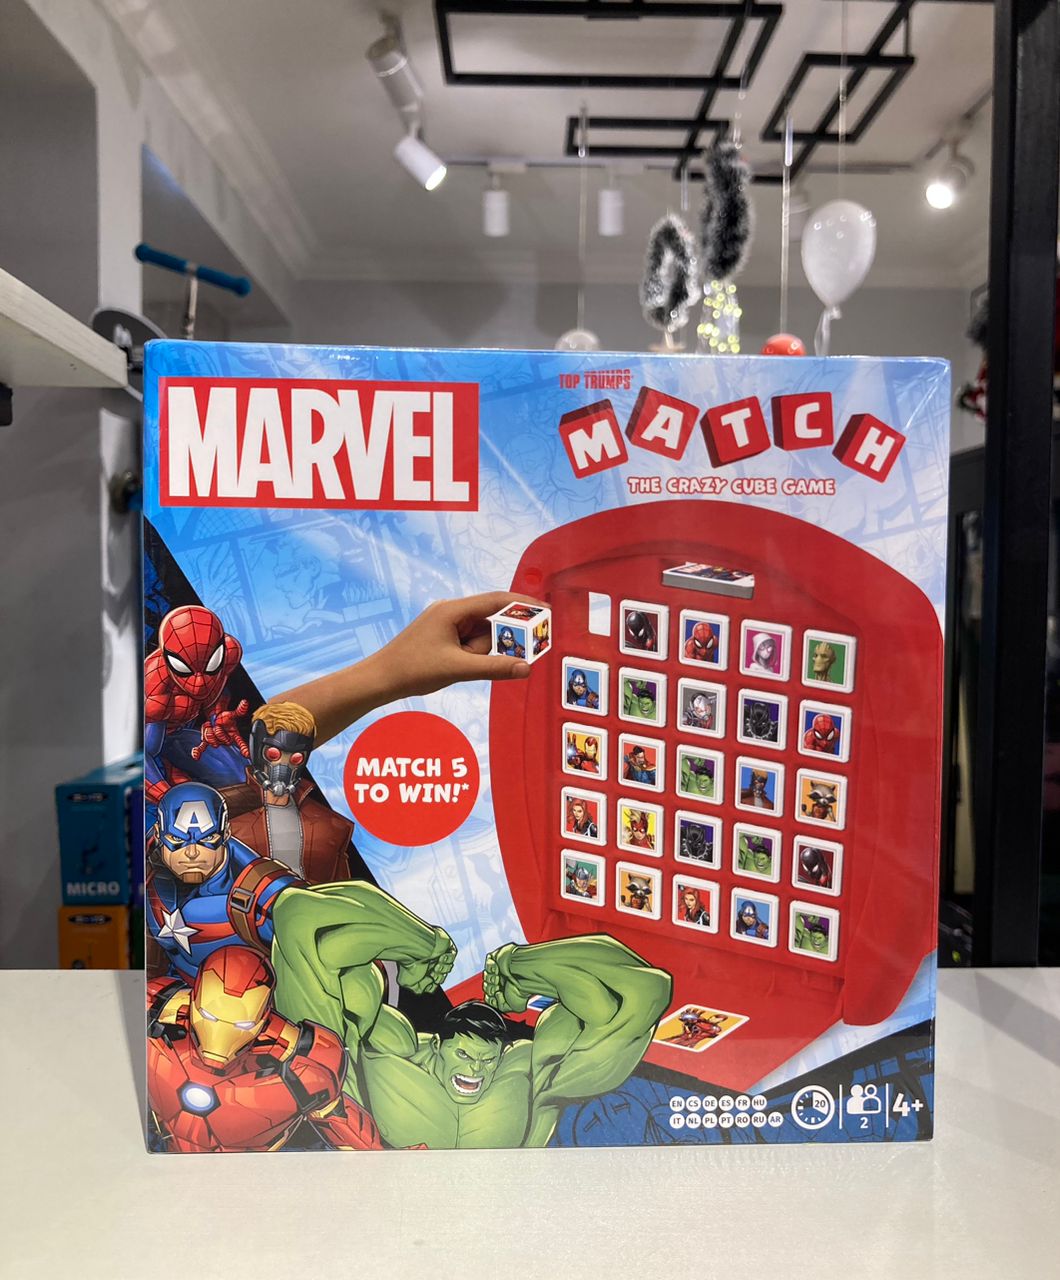 MARVEL
TOP TRUMPS
MATCH
THE CRAZY CUBE GAME
MATCH 5
TO WIN!*
MICRO
EN CS DE ES FR HU
IT NL PL PT RO RU AR
20
2
4+